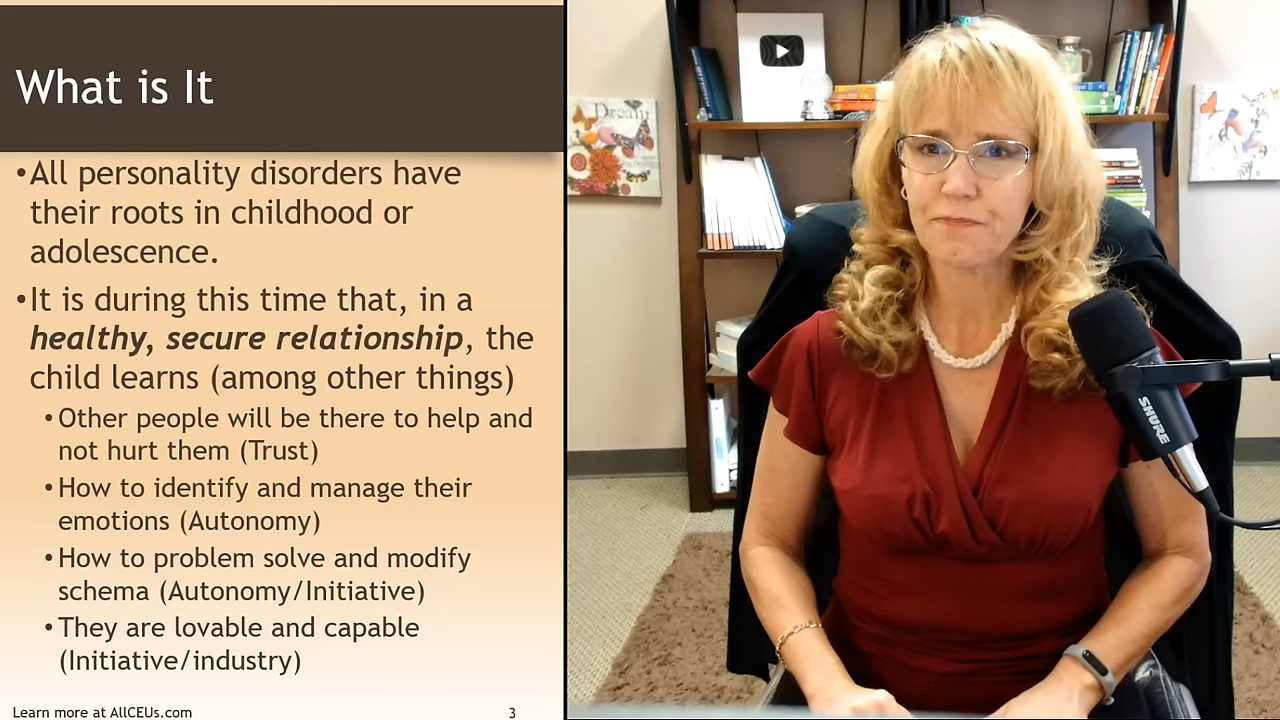 What is It
•All personality disorders have
their roots in childhood or
adolescence.
•It is during this time that, in a
healthy, secure relationship, the
child learns (among other things)
•Other people will be there to help and
not hurt them (Trust)
•How to identify and manage their
emotions (Autonomy)
•How to problem solve and modify
schema (Autonomy/Initiative)
•They are lovable and capable
(Initiative/industry)
Learn more at AllCEUs.com
3
Dream
SHURE